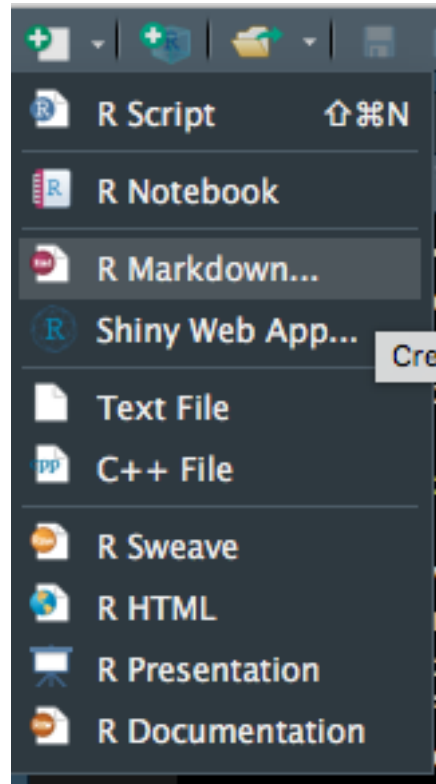 R Script ⇧⌘N
R Notebook
R Markdown...
Shiny Web App...
Cre
Text File
C++ File
R Sweave
R HTML
R Presentation
R Documentation